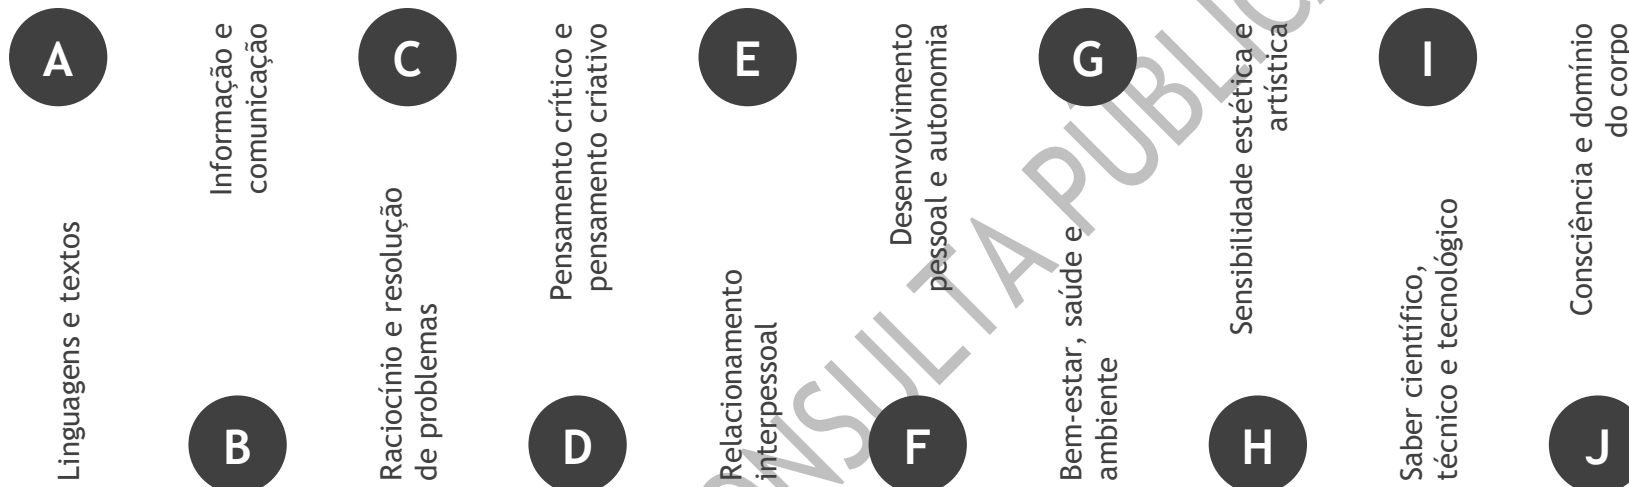 A
Linguagens e textos
Informação e
comunicação
B
C
Raciocínio e resolução
de problemas
Pensamento crítico e
pensamento criativo
D
E
Relacionamento
interpessoal
Desenvolvimento
pessoal e autonomia
F
G
Bem-estar, saúde e
ambiente
Sensibilidade estética e
artística
H
I
Saber científico,
técnico e tecnológico
Consciência e domínio
do corpo
J
ONSULTA PÚBLICA